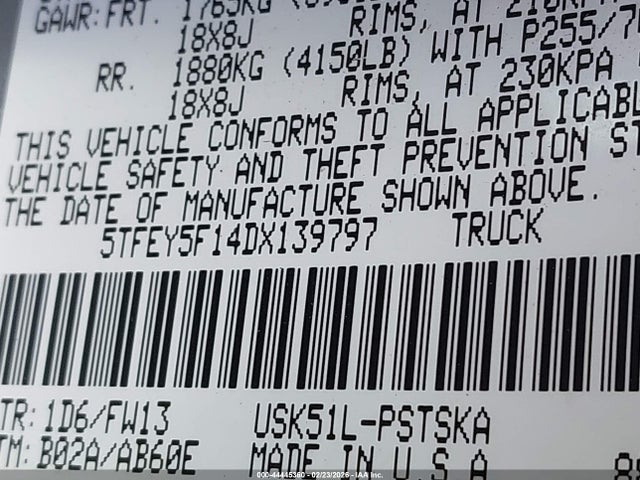 GAWR:FRT. 1765KG
18X8J RIMS, AT
RR. 1880KG (4150LB) WITH P255/7
18X8J RIMS, AT 230KPA
THIS VEHICLE CONFORMS TO ALL
VEHICLE SAFETY AND THEFT PREVENTION
THE DATE OF MANUFACTURE SHOWN ABOVE.
5TFEY5F14DX139797 TRUCK
TR: 1D6/FW13 USK51L-PSTSKA
TM: B02A/AB60E MADE IN U.S.A
000-44445360 - 02/23/2026 - IAA Inc.